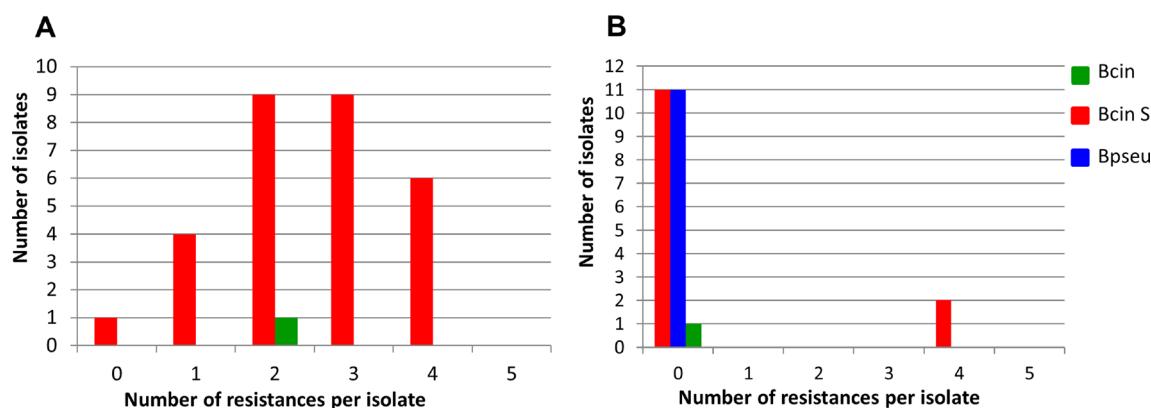 A
10
9
8
7
6
5
4
3
2
1
0
Number of isolates
0 1 2 3 4 5
Number of resistances per isolate
B
12
11
10
9
8
7
6
5
4
3
2
1
0
Number of isolates
0 1 2 3 4 5
Number of resistances per isolate
Bcin
Bcin S
Bpseu